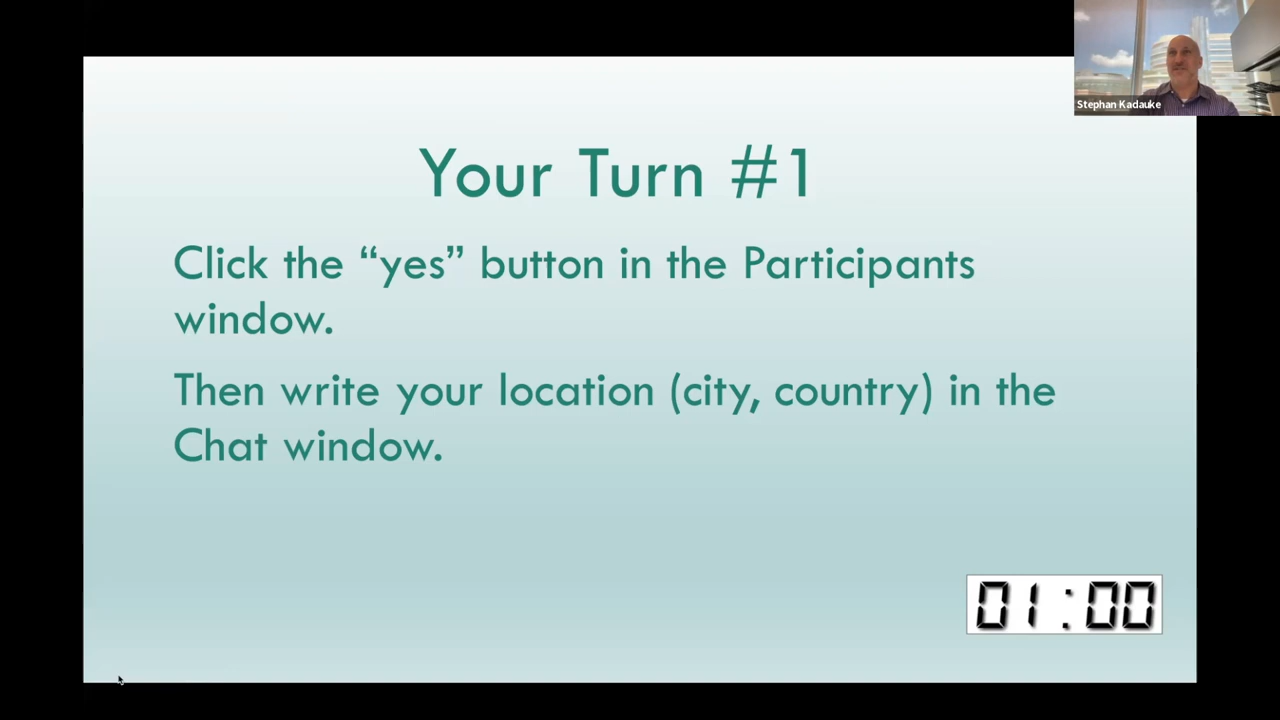 Stephan Kadauke
Your Turn #1
Click the “yes” button in the Participants
window.
Then write your location (city, country) in the
Chat window.
01:00